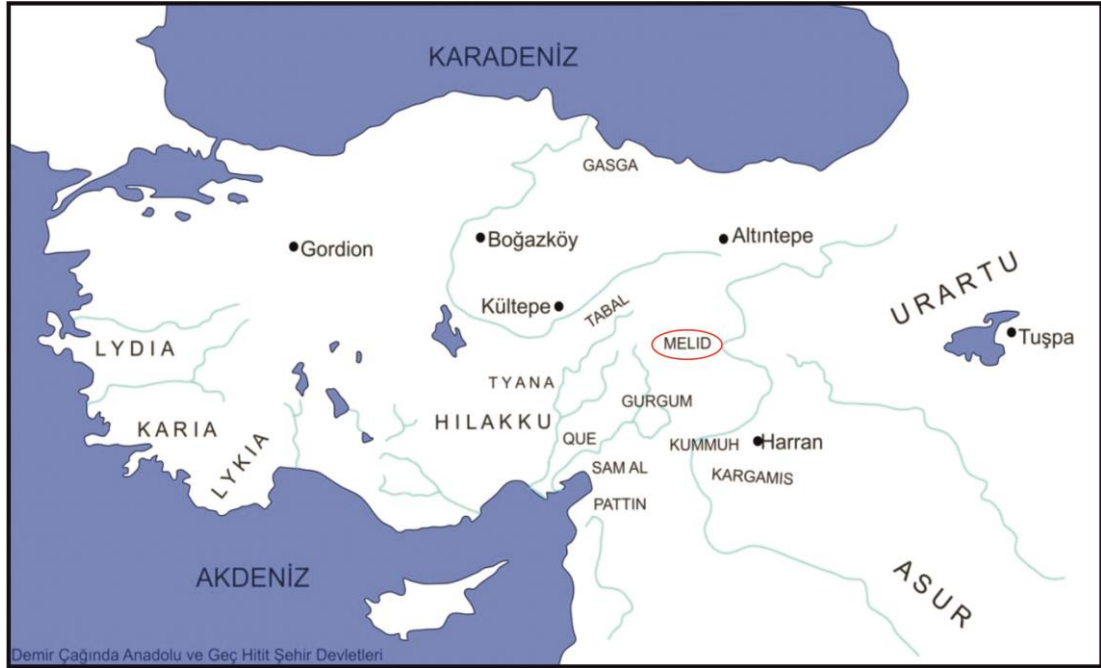 KARADENİZ
GASGA
Gordion
Boğazköy
Altıntepe
URARTU
Kültepe
TABAL
Tuşpa
LYDIA
MELID
TYANA
GURGUM
KARIA
LYKIA
HILAKKU
QUE
KUMMUH
Harran
SAM AL
KARGAMIS
PATTIN
AKDENİZ
ASUR
Demir Çağında Anadolu ve Geç Hitit Şehir Devletleri